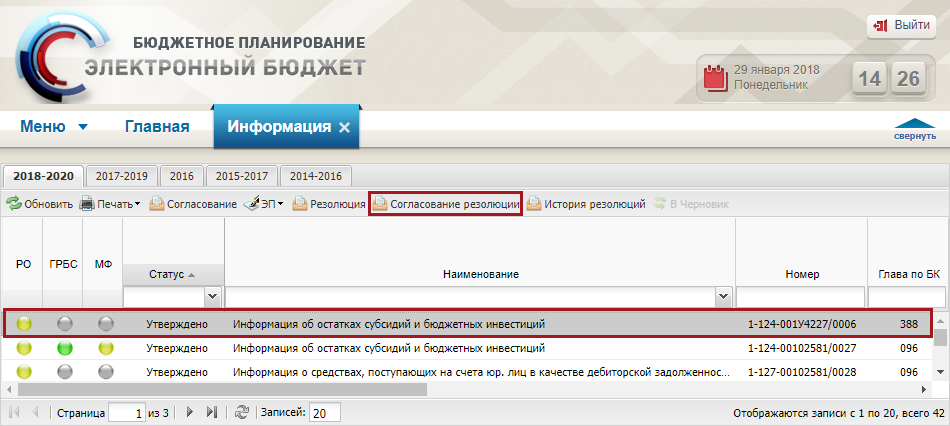 Выйти
БЮДЖЕТНОЕ ПЛАНИРОВАНИЕ
ЭЛЕКТРОННЫЙ БЮДЖЕТ
29 января 2018
Понедельник
14 26
Меню Главная Информация
свернуть
2018-2020 2017-2019 2016 2015-2017 2014-2016
Обновить Печать Согласование ЭП Резолюция Согласование резолюции История резолюций В Черновик
РО ГРБС МФ Статус Наименование Номер Глава по БК
Утверждено Информация об остатках субсидий и бюджетных инвестиций 1-124-001У4227/0006 388
Утверждено Информация об остатках субсидий и бюджетных инвестиций 1-124-00102581/0027 096
Утверждено Информация о средствах, поступающих на счета юр. лиц в качестве дебиторской задолженнос... 1-127-00102581/0028 096
Страница 1 из 3 Записей: 20 Отображаются записи с 1 по 20, всего 42